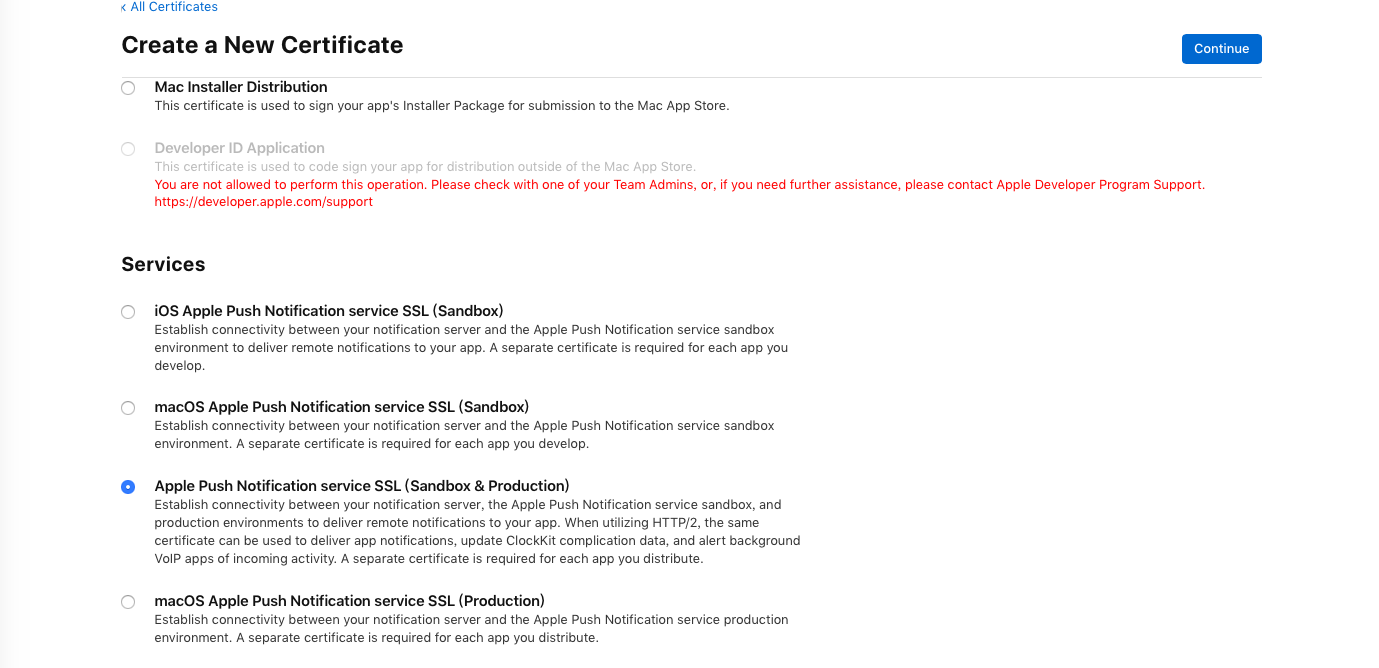 ‹ All Certificates
Create a New Certificate
Continue
Mac Installer Distribution
This certificate is used to sign your app's Installer Package for submission to the Mac App Store.
Developer ID Application
This certificate is used to code sign your app for distribution outside of the Mac App Store.
You are not allowed to perform this operation. Please check with one of your Team Admins, or, if you need further assistance, please contact Apple Developer Program Support.
https://developer.apple.com/support
Services
iOS Apple Push Notification service SSL (Sandbox)
Establish connectivity between your notification server and the Apple Push Notification service sandbox
environment to deliver remote notifications to your app. A separate certificate is required for each app you
develop.
macOS Apple Push Notification service SSL (Sandbox)
Establish connectivity between your notification server and the Apple Push Notification service sandbox
environment. A separate certificate is required for each app you develop.
Apple Push Notification service SSL (Sandbox & Production)
Establish connectivity between your notification server, the Apple Push Notification service sandbox, and
production environments to deliver remote notifications to your app. When utilizing HTTP/2, the same
certificate can be used to deliver app notifications, update ClockKit complication data, and alert background
VoIP apps of incoming activity. A separate certificate is required for each app you distribute.
macOS Apple Push Notification service SSL (Production)
Establish connectivity between your notification server and the Apple Push Notification service production
environment. A separate certificate is required for each app you distribute.